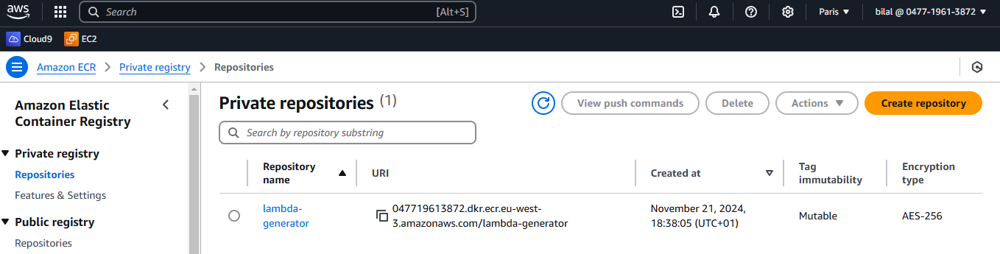 aws
Search [Alt+S] Paris bilal @ 0477-1961-3872
Cloud9 EC2
Amazon ECR Private registry Repositories
Amazon Elastic
Container Registry
Private registry
Repositories
Features & Settings
Public registry
Repositories
Private repositories (1)
View push commands Delete Actions Create repository
Search by repository substring
Repository
name
URI
Created at
Tag
immutability
Encryption
type
lambda-
generator
047719613872.dkr.ecr.eu-west-
3.amazonaws.com/lambda-generator
November 21, 2024,
18:38:05 (UTC+01)
Mutable
AES-256